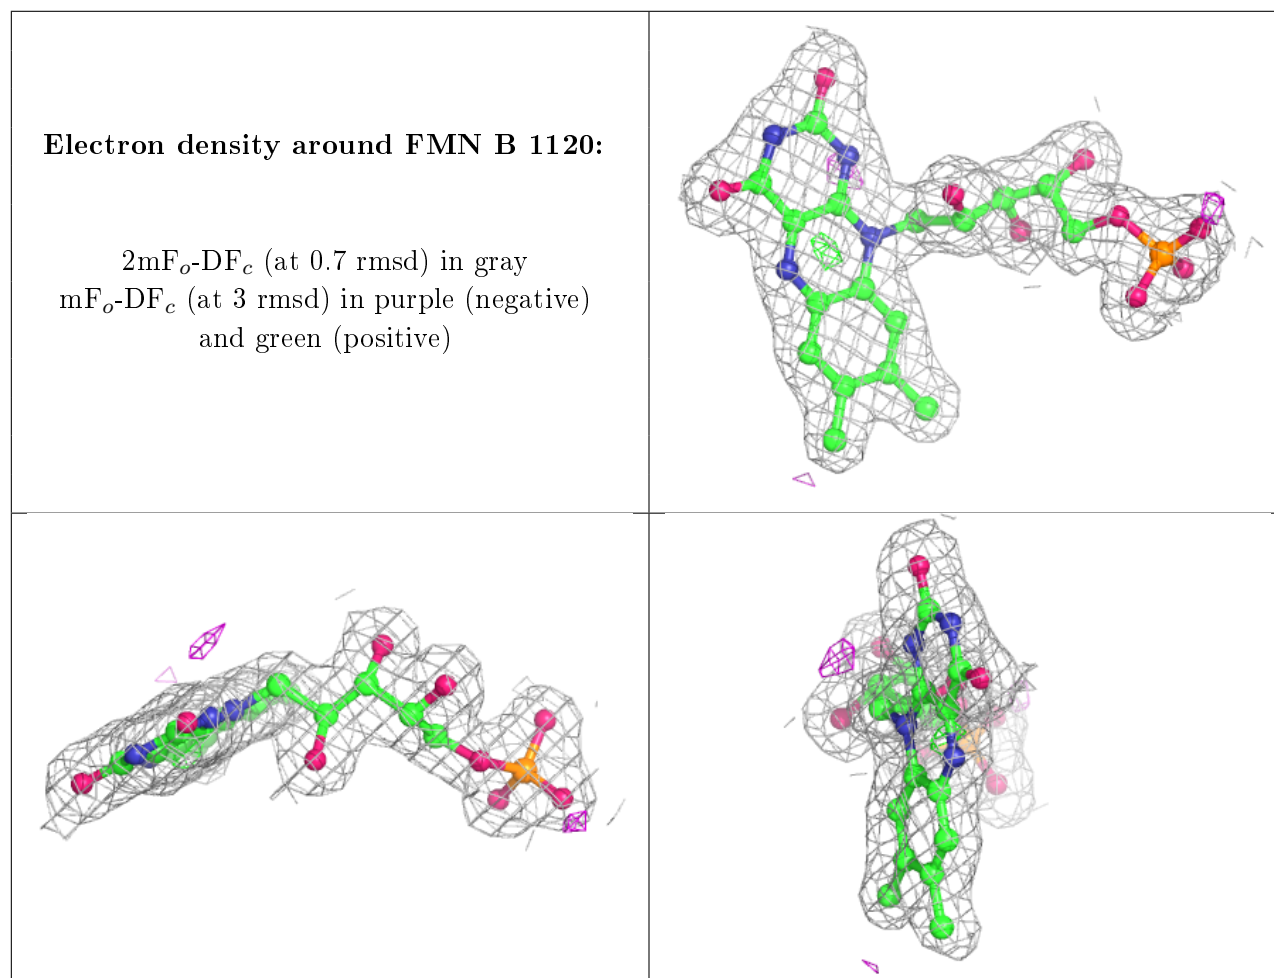 Electron density around FMN B 1120:
2mFo-DFc (at 0.7 rmsd) in gray
mFo-DFc (at 3 rmsd) in purple (negative)
and green (positive)